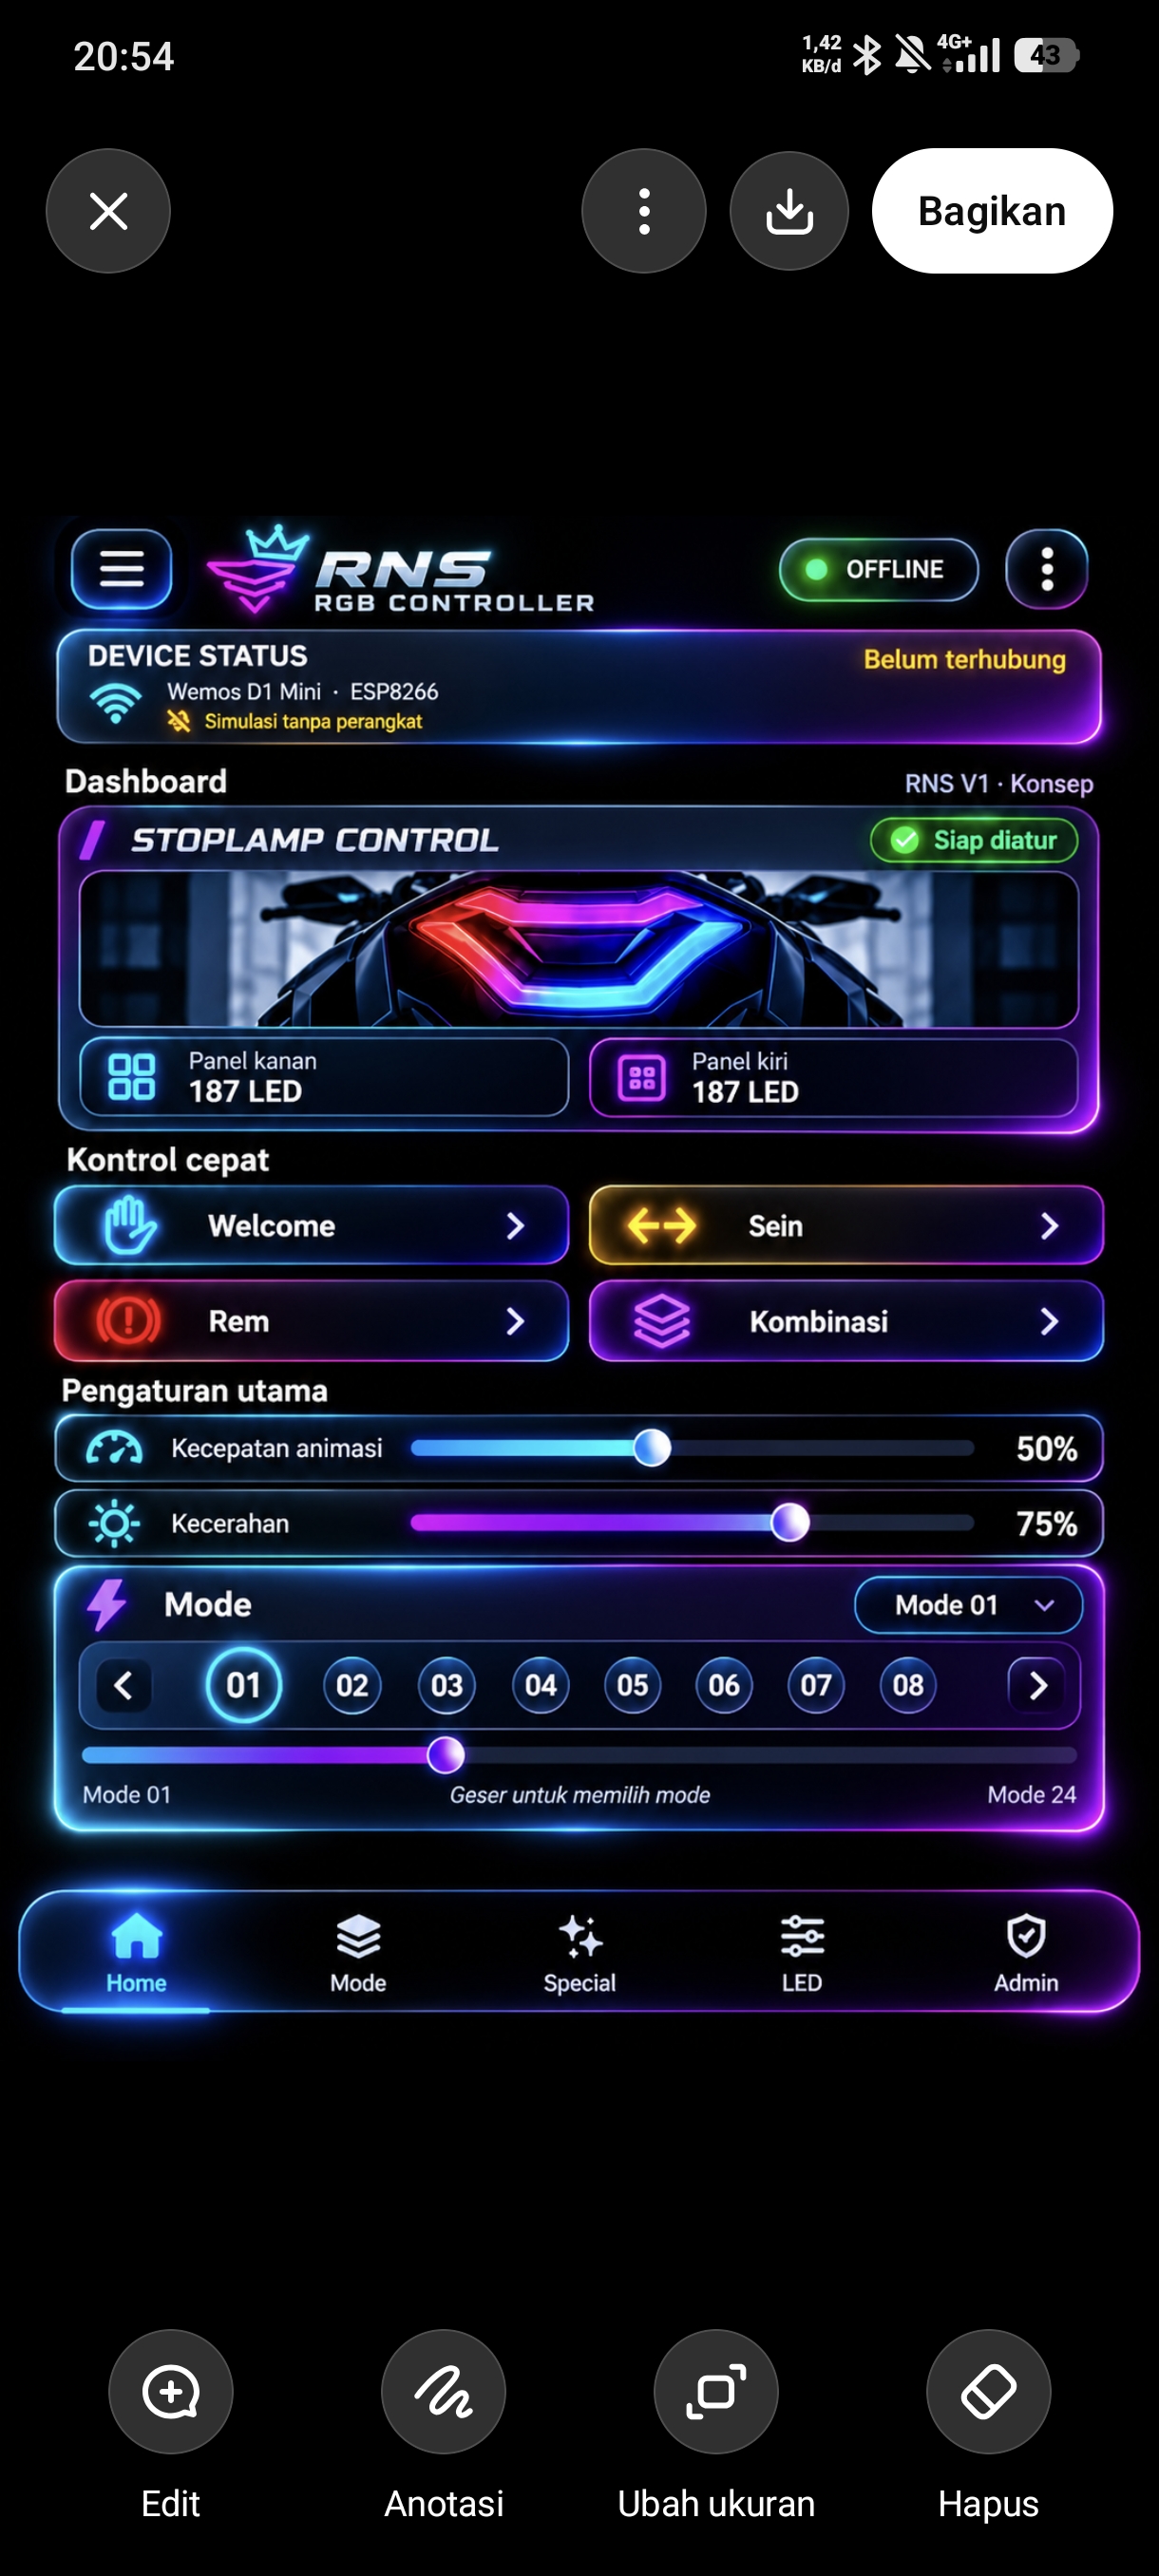 20:54
1,42
KB/d
4G+
43
Bagikan
RNS
RGB CONTROLLER
OFFLINE
DEVICE STATUS
Belum terhubung
Wemos D1 Mini · ESP8266
Simulasi tanpa perangkat
Dashboard
RNS V1 · Konsep
STOPLAMP CONTROL
Siap diatur
Panel kanan
187 LED
Panel kiri
187 LED
Kontrol cepat
Welcome
Sein
Rem
Kombinasi
Pengaturan utama
Kecepatan animasi
50%
Kecerahan
75%
Mode
Mode 01
01 02 03 04 05 06 07 08
Mode 01
Geser untuk memilih mode
Mode 24
Home
Mode
Special
LED
Admin
Edit
Anotasi
Ubah ukuran
Hapus